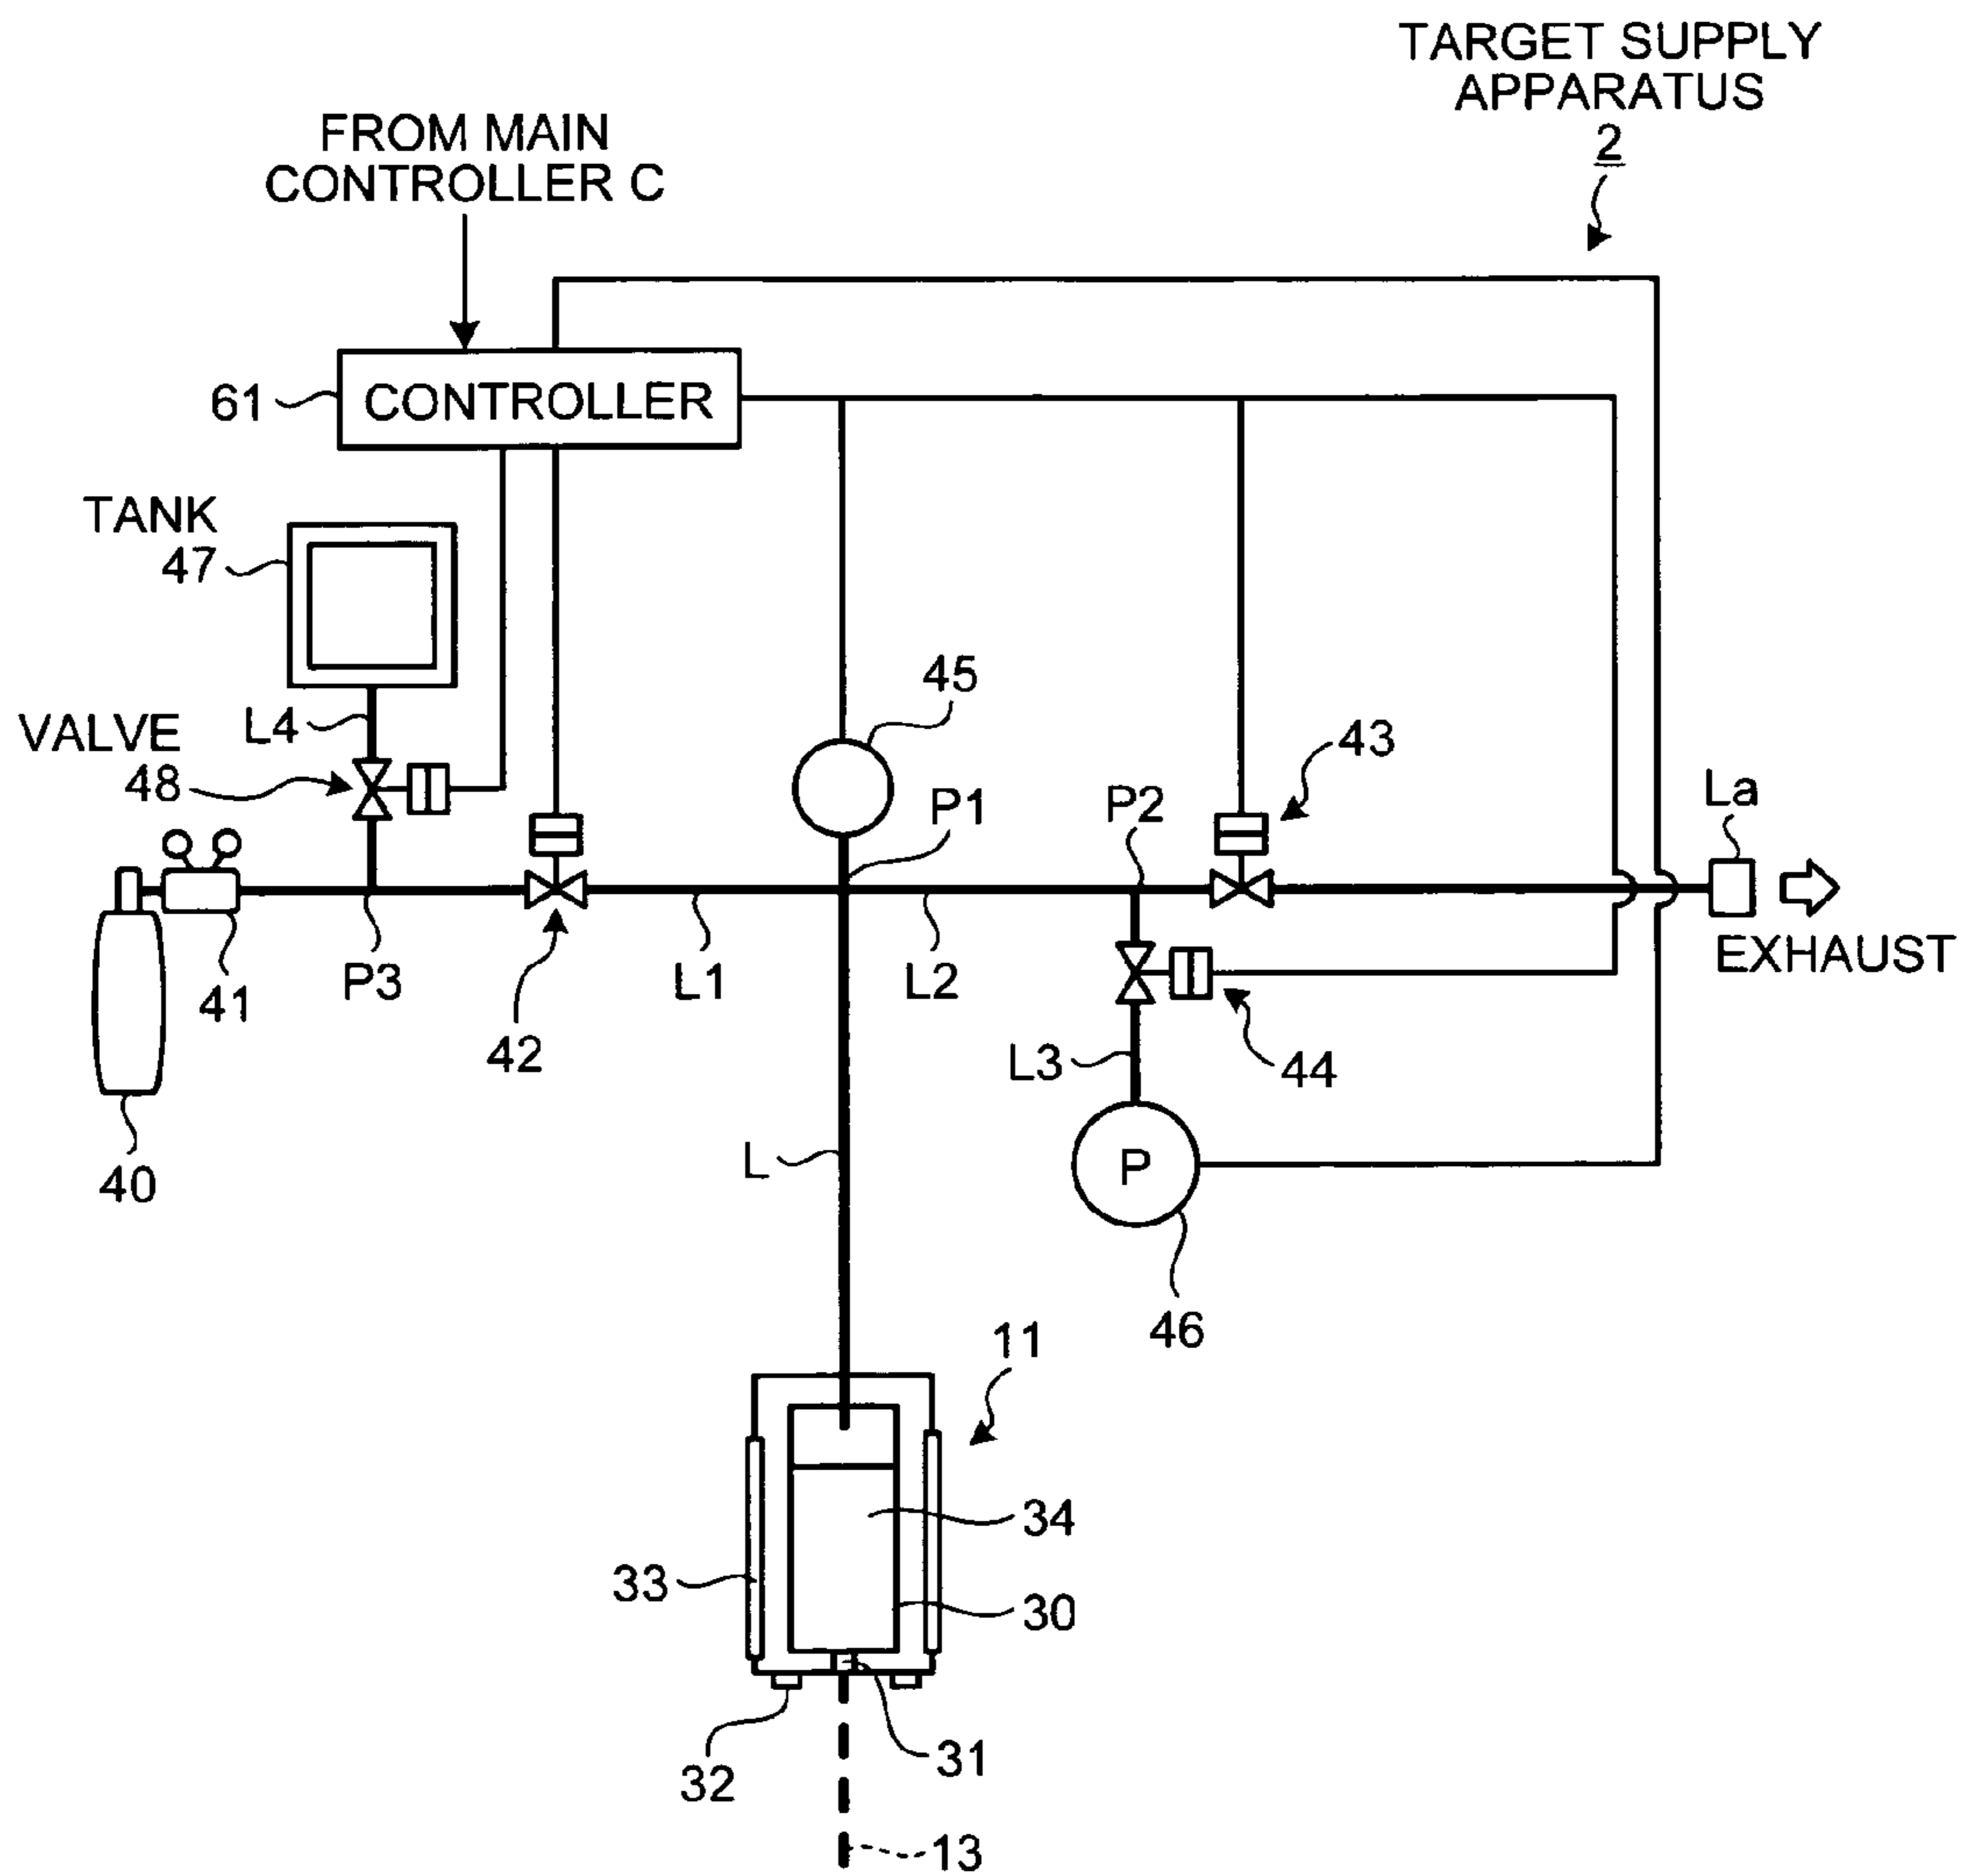 TARGET SUPPLY
APPARATUS
2
FROM MAIN
CONTROLLER C
61
CONTROLLER
TANK
47
45
VALVE
48
L4
43
La
P1
P2
EXHAUST
P3
41
L1
L2
42
L3
44
40
L
P
46
11
34
33
30
31
32
13